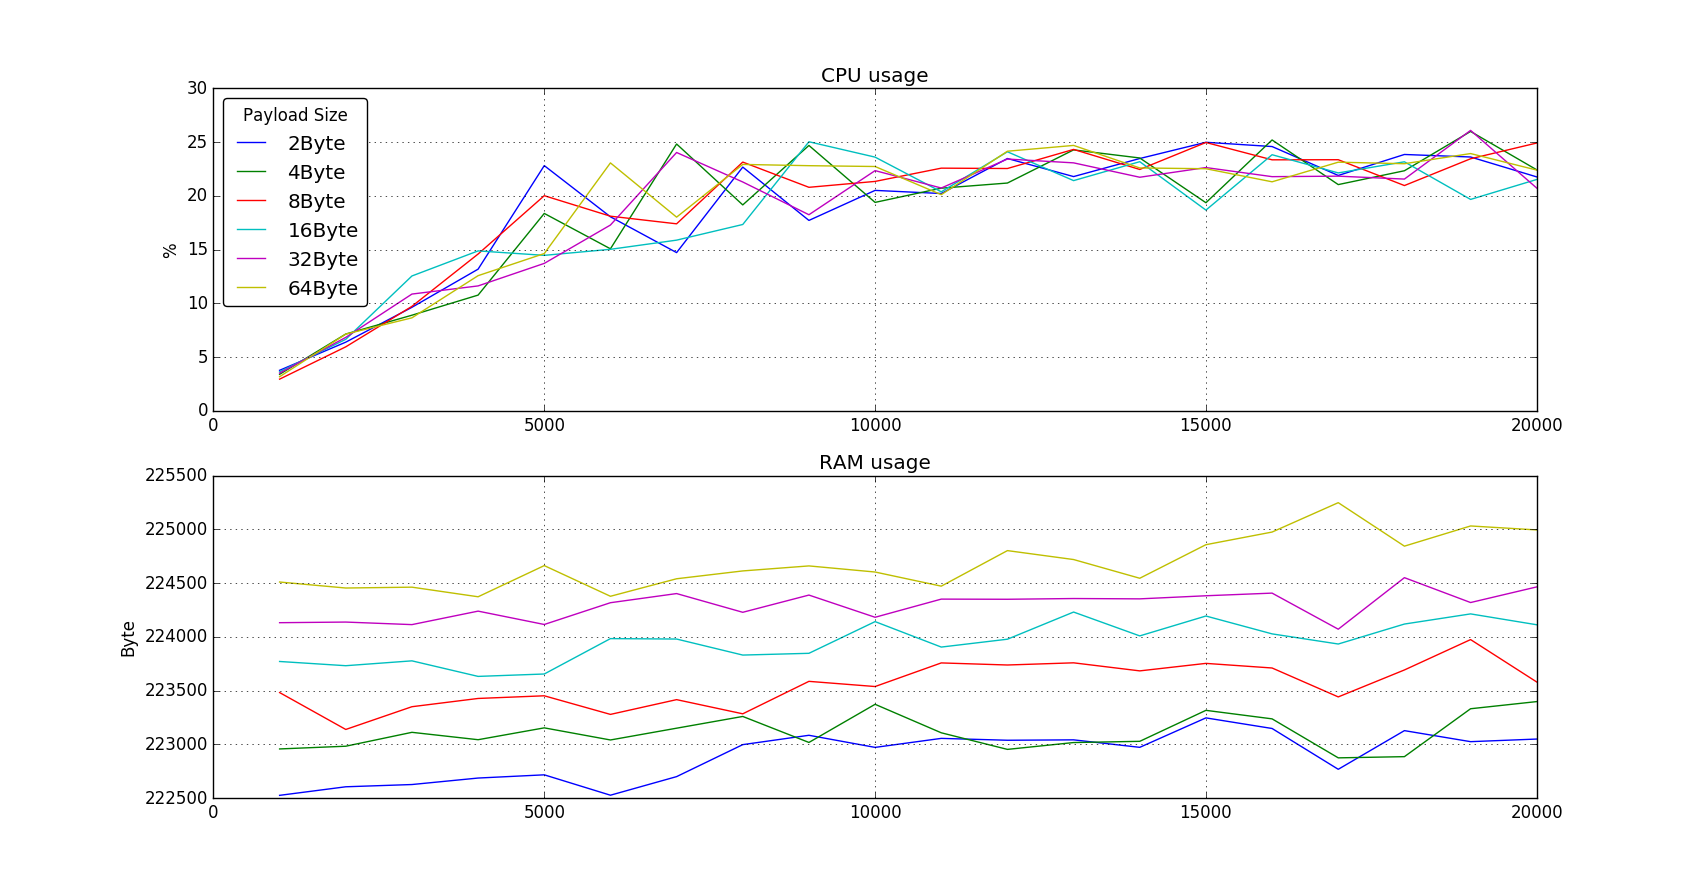 CPU usage
30
25
20
15
10
5
0
%
Payload Size
2Byte
4Byte
8Byte
16Byte
32Byte
64Byte
0 5000 10000 15000 20000
RAM usage
225500
225000
224500
224000
223500
223000
222500
Byte
0 5000 10000 15000 20000